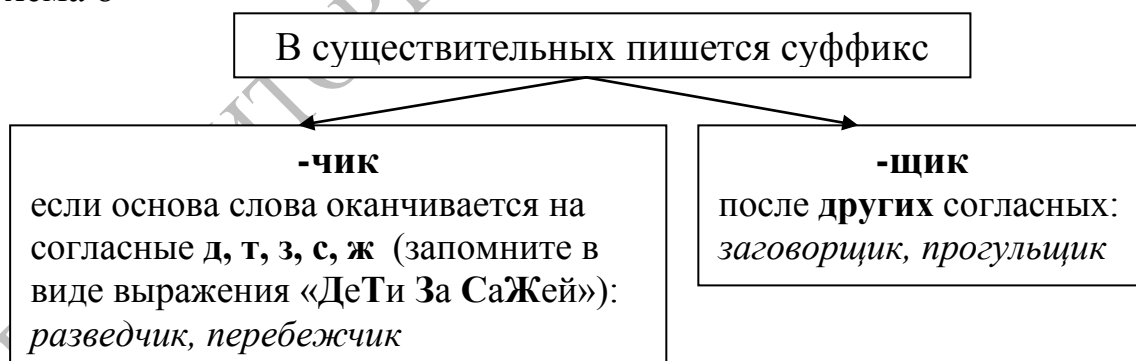 В существительных пишется суффикс
-чик
если основа слова оканчивается на
согласные д, т, з, с, ж (запомните в
виде выражения «ДеТи За СаЖей»):
разведчик, перебежчик
-щик
после других согласных:
заговорщик, прогульщик